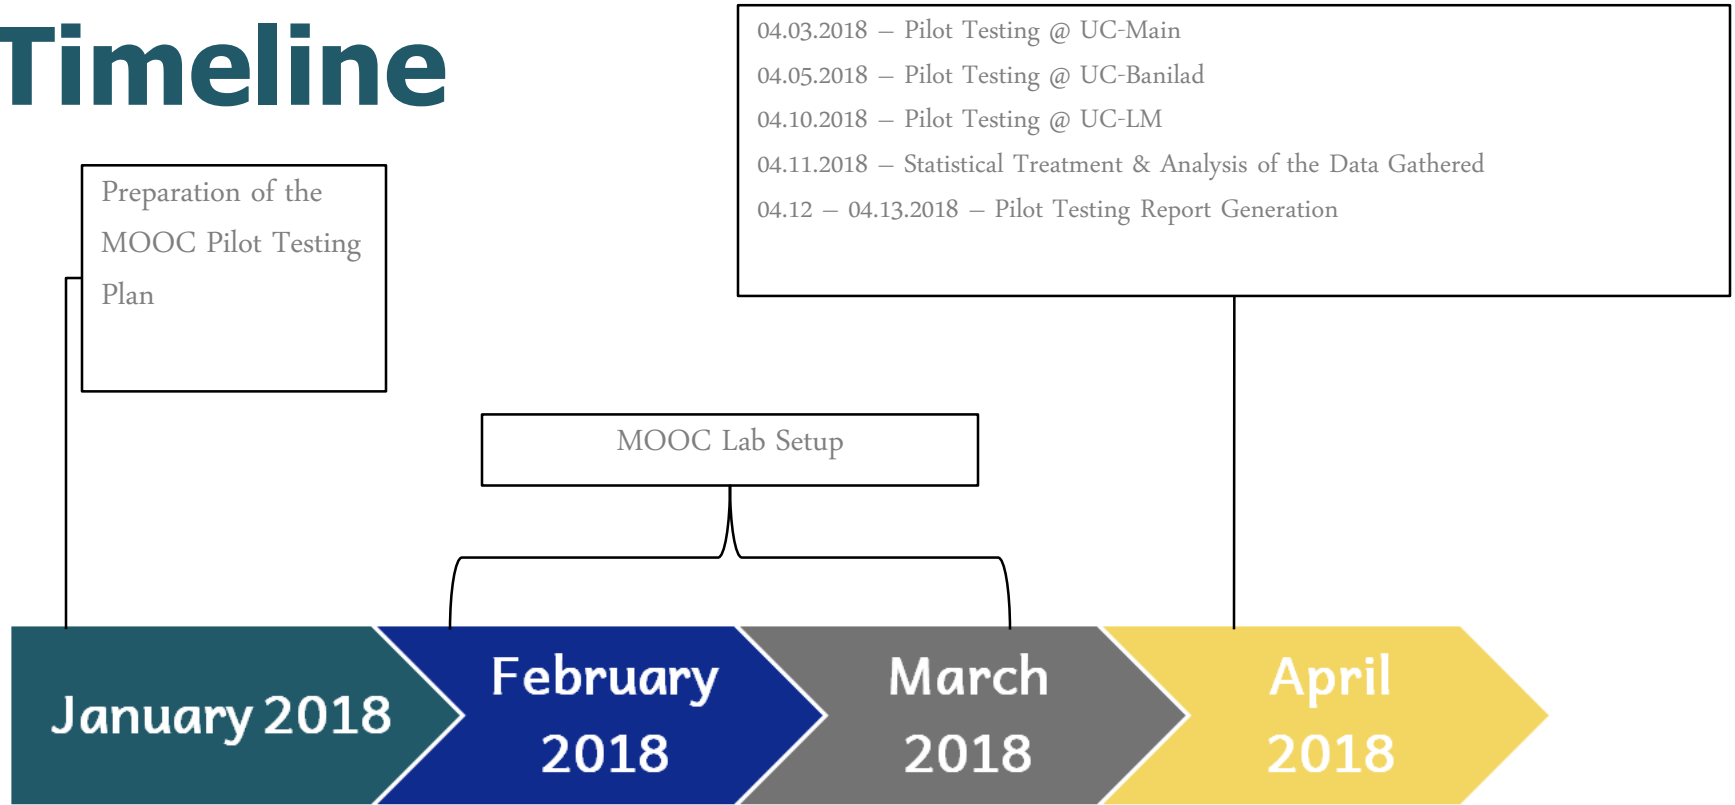 Timeline
04.03.2018 – Pilot Testing @ UC-Main
04.05.2018 – Pilot Testing @ UC-Banilad
04.10.2018 – Pilot Testing @ UC-LM
04.11.2018 – Statistical Treatment & Analysis of the Data Gathered
04.12 – 04.13.2018 – Pilot Testing Report Generation
Preparation of the
MOOC Pilot Testing
Plan
MOOC Lab Setup
January 2018
February
2018
March
2018
April
2018